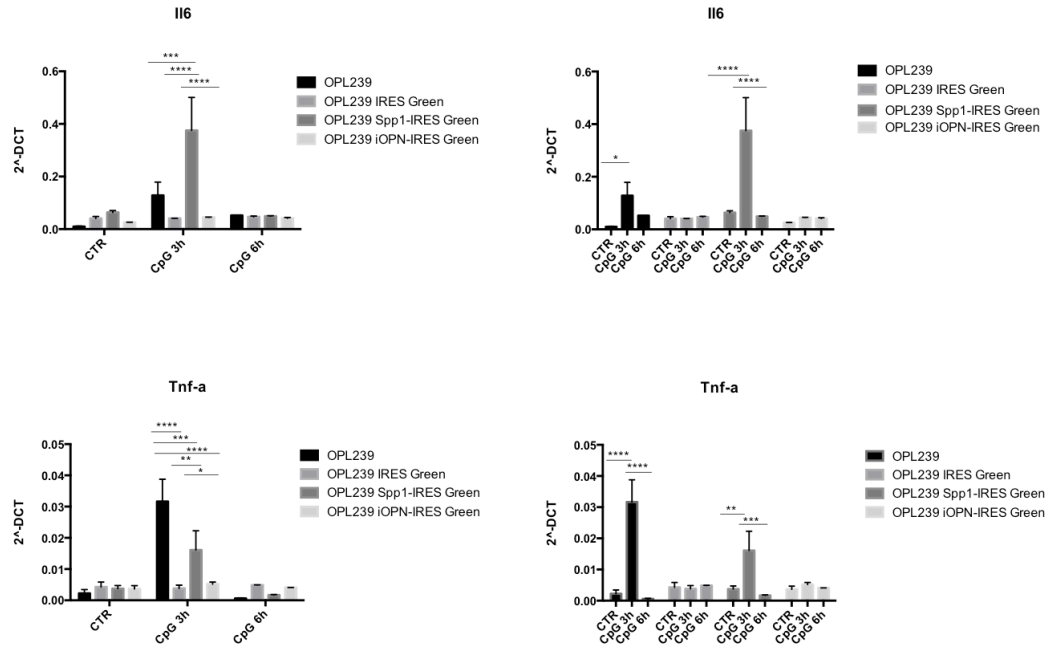 Il6
***
****
****
2^-DCT
0.6
0.4
0.2
0.0
CTR
CpG 3h
CpG 6h
OPL239
OPL239 IRES Green
OPL239 Spp1-IRES Green
OPL239 iOPN-IRES Green
Il6
****
****
*
2^-DCT
0.6
0.4
0.2
0.0
CTR
CpG 3h
CpG 6h
CTR
CpG 3h
CpG 6h
CTR
CpG 3h
CpG 6h
CTR
CpG 3h
CpG 6h
OPL239
OPL239 IRES Green
OPL239 Spp1-IRES Green
OPL239 iOPN-IRES Green
Tnf-a
****
***
****
**
*
2^-DCT
0.05
0.04
0.03
0.02
0.01
0.00
CTR
CpG 3h
CpG 6h
OPL239
OPL239 IRES Green
OPL239 Spp1-IRES Green
OPL239 iOPN-IRES Green
Tnf-a
****
****
**
***
2^-DCT
0.05
0.04
0.03
0.02
0.01
0.00
CTR
CpG 3h
CpG 6h
CTR
CpG 3h
CpG 6h
CTR
CpG 3h
CpG 6h
CTR
CpG 3h
CpG 6h
OPL239
OPL239 IRES Green
OPL239 Spp1-IRES Green
OPL239 iOPN-IRES Green